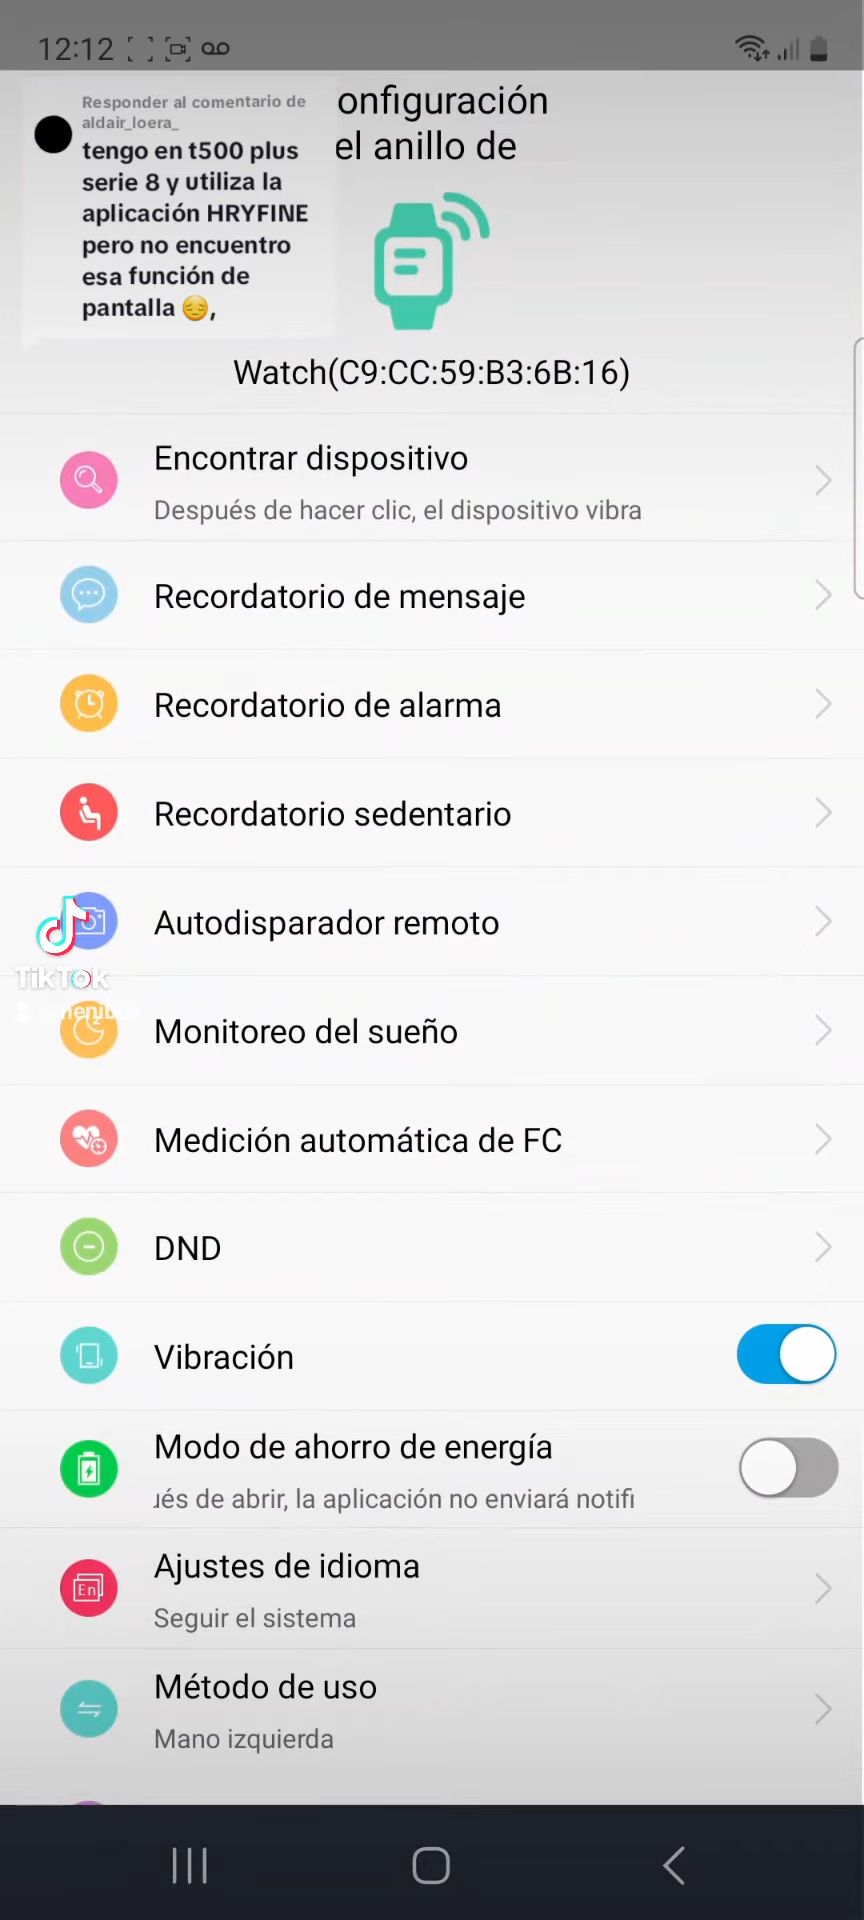 12:12
Responder al comentario de
aldair_loera_
tengo en t500 plus
serie 8 y utiliza la
aplicación HRYFINE
pero no encuentro
esa función de
pantalla 😔,
onfiguración
el anillo de
Watch(C9:CC:59:B3:6B:16)
Encontrar dispositivo
Después de hacer clic, el dispositivo vibra
Recordatorio de mensaje
Recordatorio de alarma
Recordatorio sedentario
Autodisparador remoto
TikTok
Monitoreo del sueño
Medición automática de FC
DND
Vibración
Modo de ahorro de energía
ués de abrir, la aplicación no enviará notifi
En
Ajustes de idioma
Seguir el sistema
Método de uso
Mano izquierda